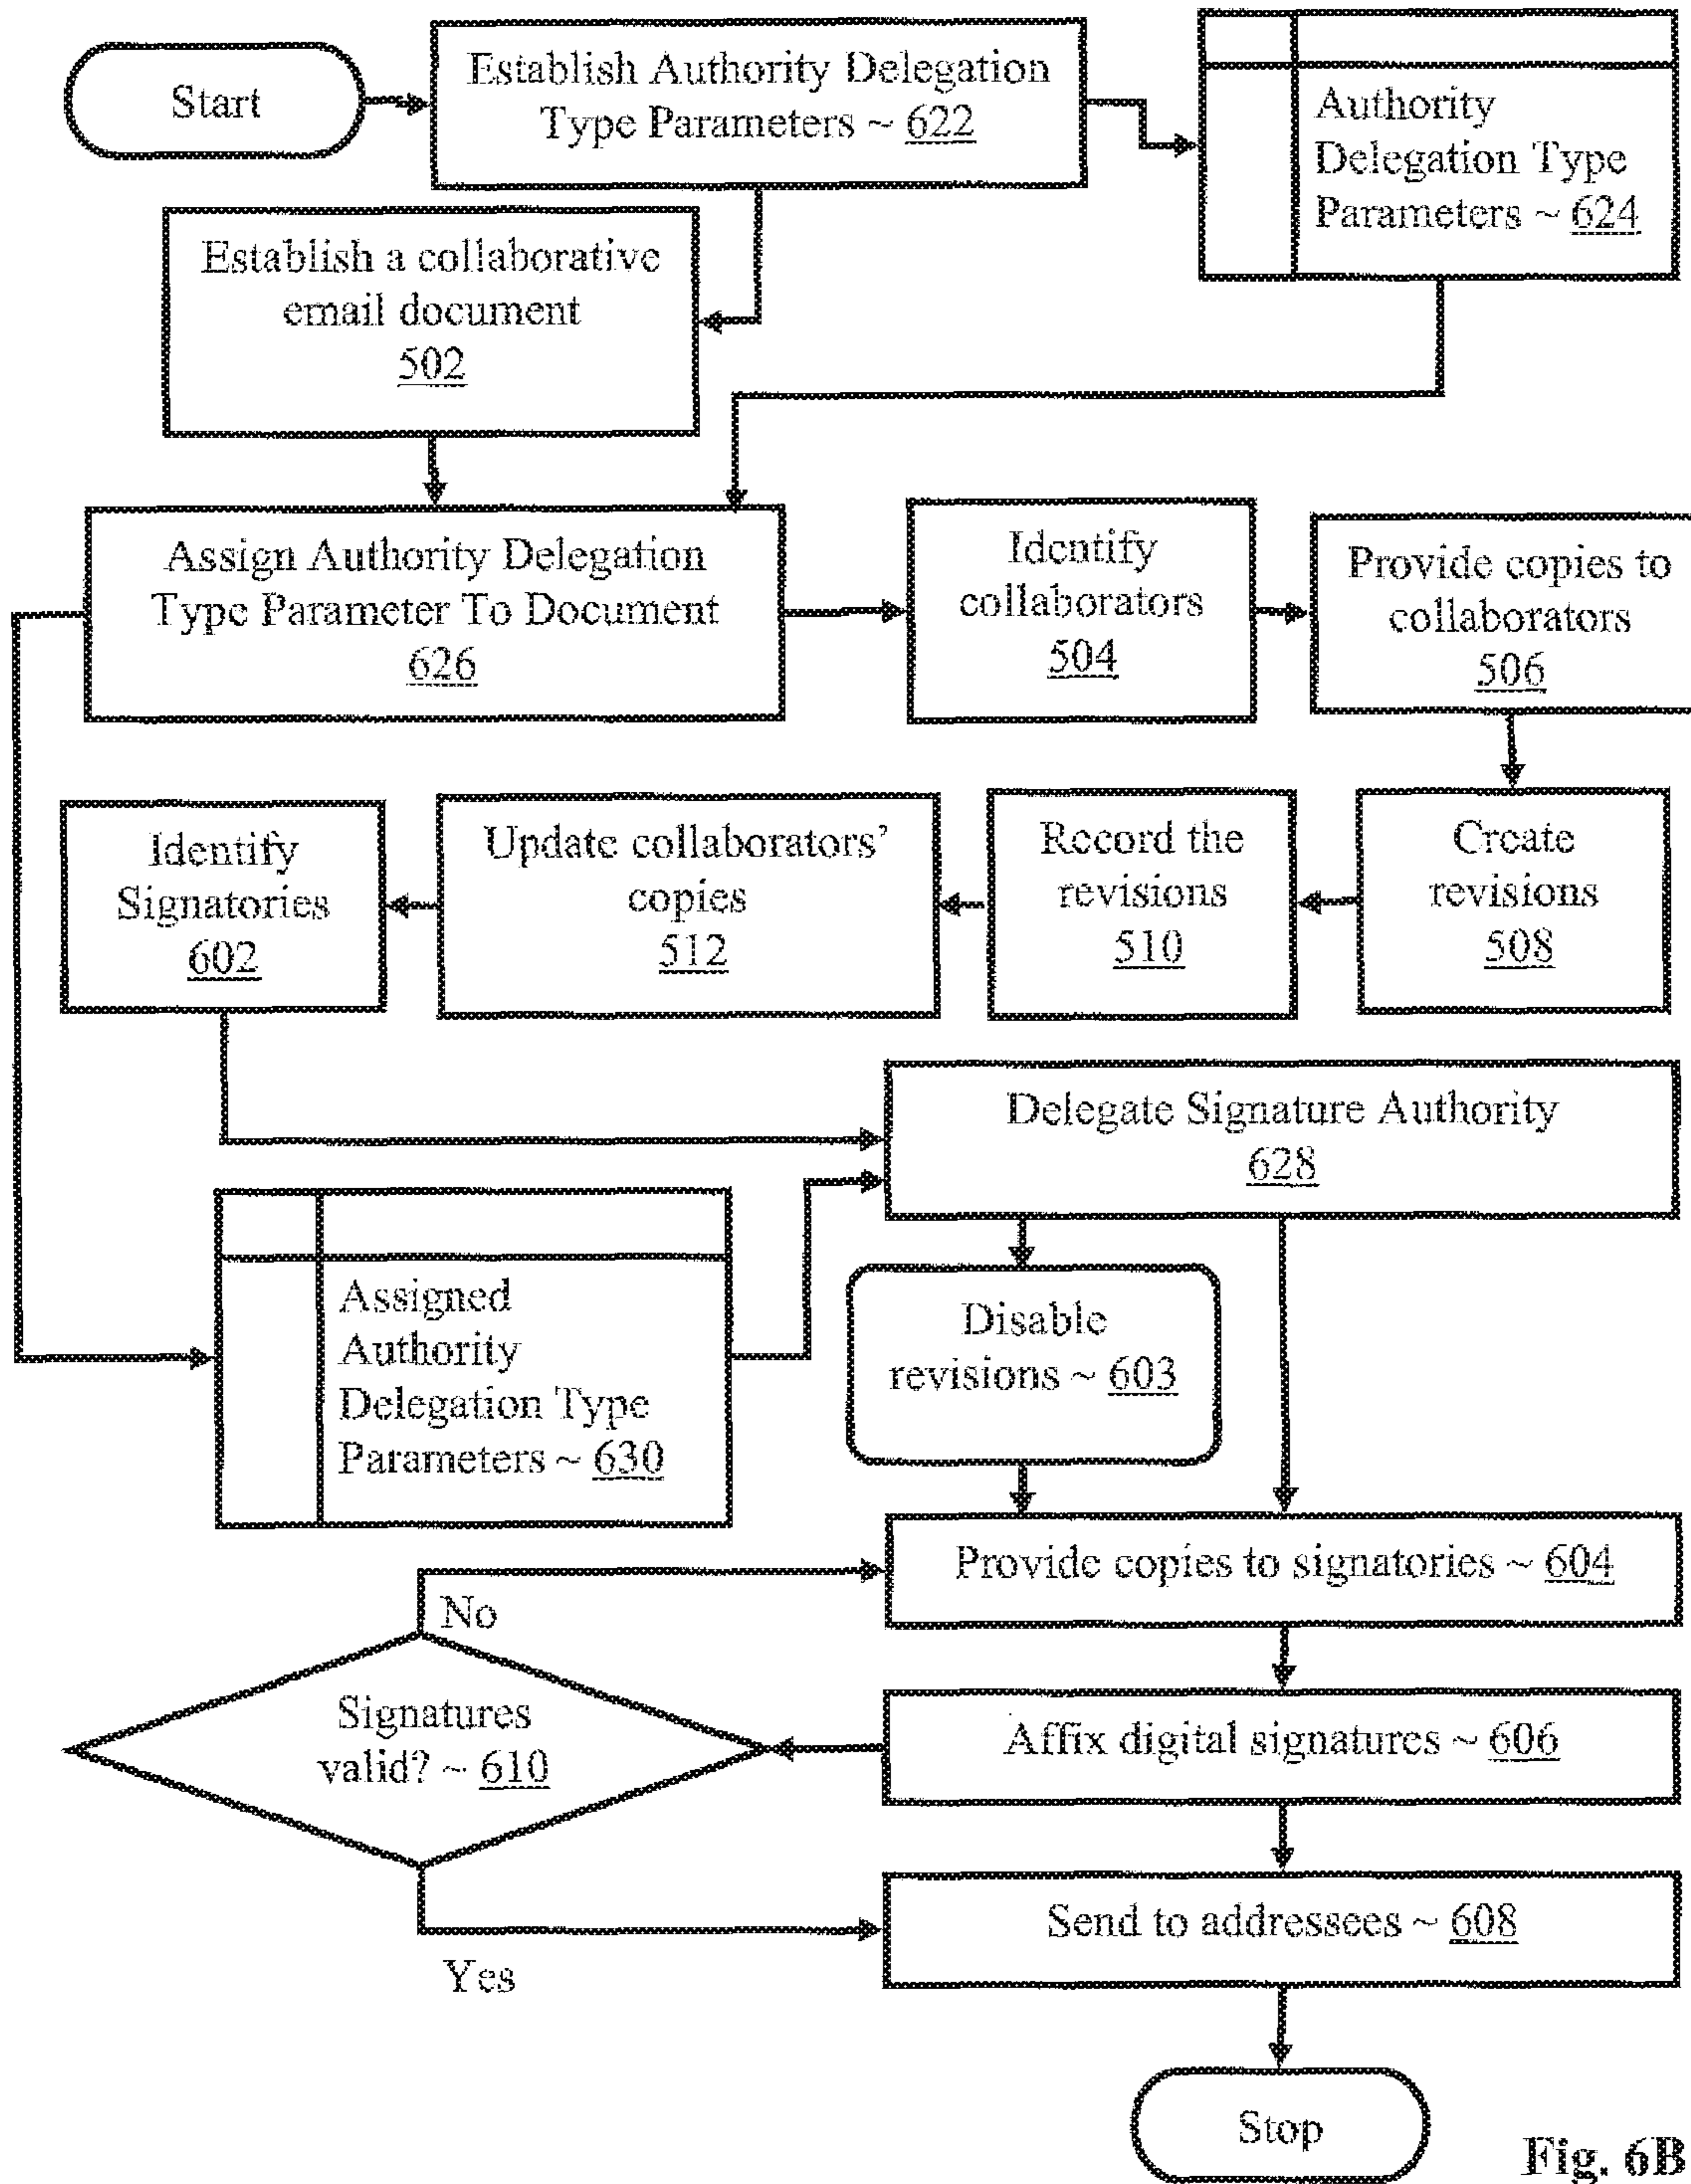 Start
Establish Authority Delegation
Type Parameters ~ 622
Authority
Delegation Type
Parameters ~ 624
Establish a collaborative
email document
502
Assign Authority Delegation
Type Parameter To Document
626
Identify
collaborators
504
Provide copies to
collaborators
506
Identify
Signatories
602
Update collaborators’
copies
512
Record the
revisions
510
Create
revisions
508
Delegate Signature Authority
628
Assigned
Authority
Delegation Type
Parameters ~ 630
Disable
revisions ~ 603
Provide copies to signatories ~ 604
No
Signatures
valid? ~ 610
Affix digital signatures ~ 606
Yes
Send to addressees ~ 608
Stop
Fig. 6B